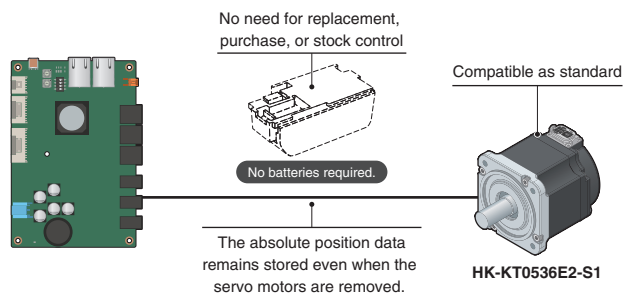 No need for replacement,
purchase, or stock control
Compatible as standard
No batteries required.
The absolute position data
remains stored even when the
servo motors are removed.
HK-KT0536E2-S1